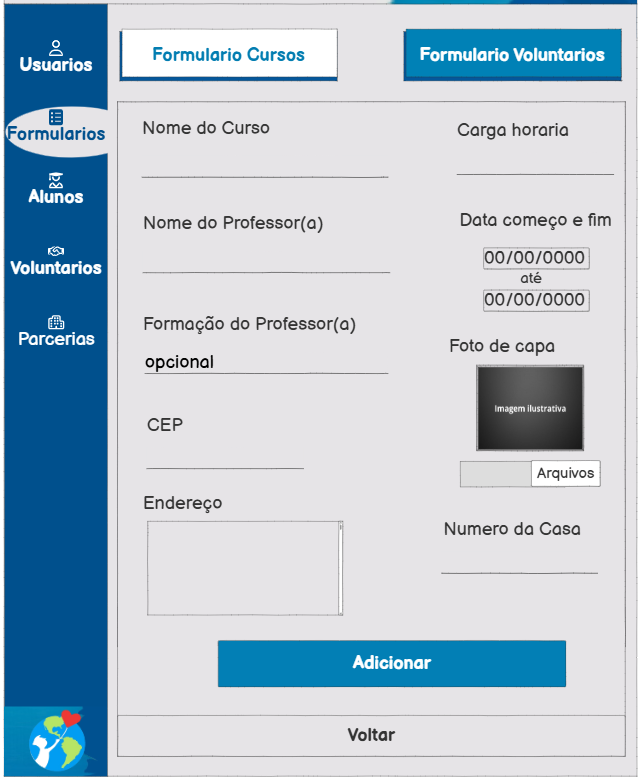 Usuarios
Formularios
Alunos
Voluntarios
Parcerias
Formulario Cursos
Formulario Voluntarios
Nome do Curso
Carga horaria
Nome do Professor(a)
Data começo e fim
00/00/0000
até
00/00/0000
Formação do Professor(a)
opcional
Foto de capa
Imagem ilustrativa
Arquivos
CEP
Endereço
Numero da Casa
Adicionar
Voltar